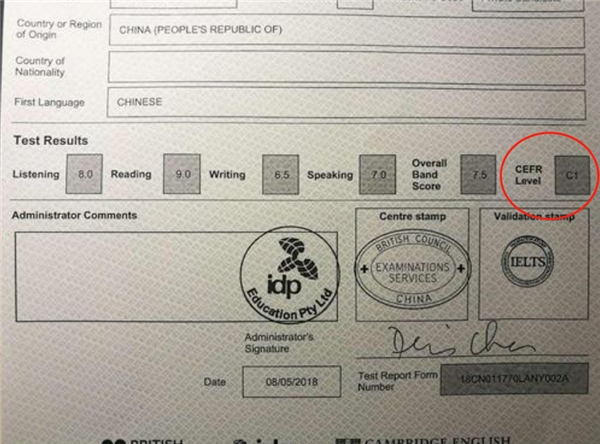 Country or Region
of Origin
CHINA (PEOPLE'S REPUBLIC OF)
Country of
Nationality
First Language
CHINESE
Test Results
Listening 8.0 Reading 9.0 Writing 6.5 Speaking 7.0 Overall Band Score 7.5 CEFR Level C1
Administrator Comments
Centre stamp
Validation stamp
idp
Education Pty Ltd
BRITISH COUNCIL
EXAMINATIONS
SERVICES
CHINA
IELTS
Administrator's
Signature
Date
08/05/2018
Test Report Form
Number
18CN011770LANY002A
BRITISH
idp
CAMBRIDGE ENGLISH